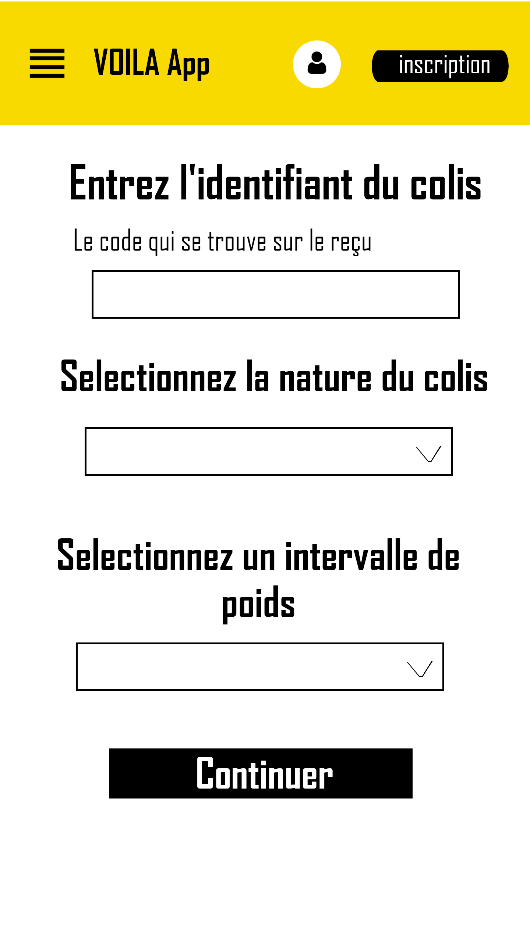 VOILA App
inscription
Entrez l'identifiant du colis
Le code qui se trouve sur le reçu
Selectionnez la nature du colis
Selectionnez un intervalle de
poids
Continuer